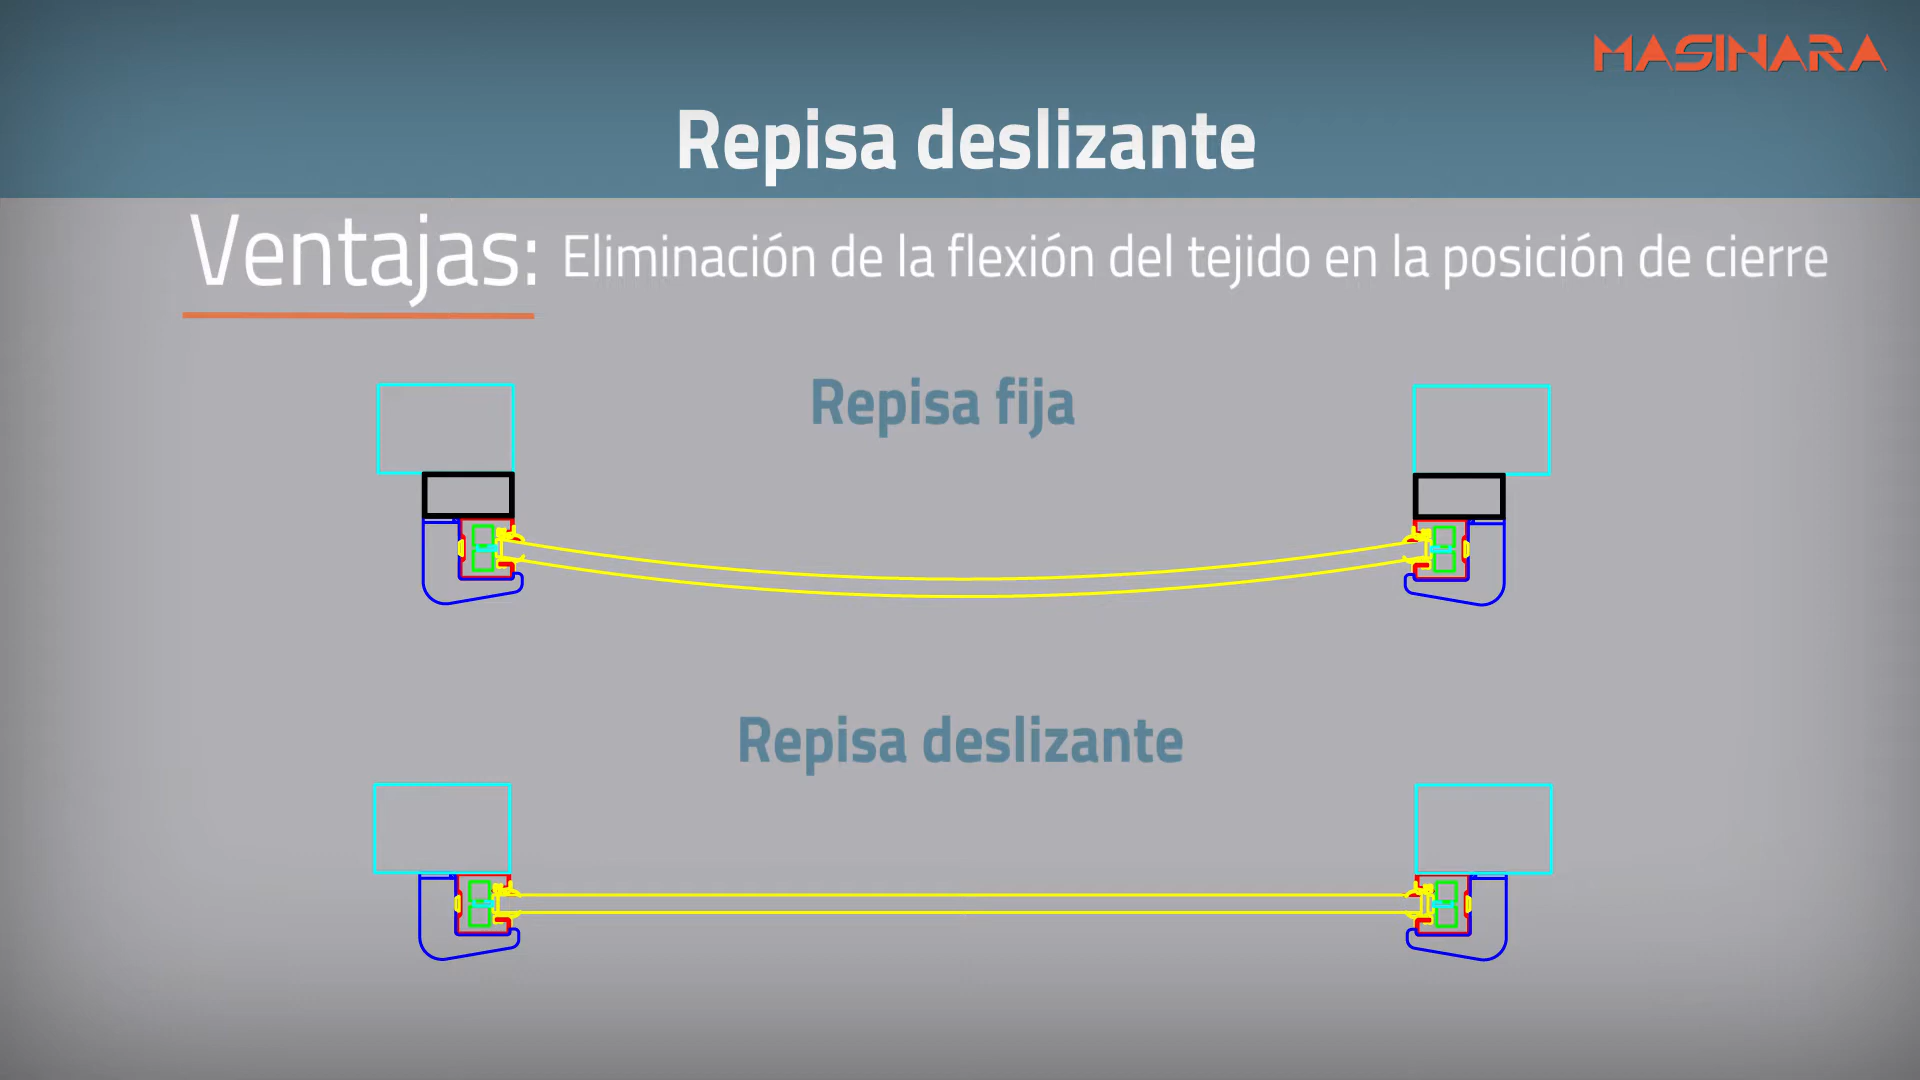 MASINARA
Repisa deslizante
Ventajas: Eliminación de la flexión del tejido en la posición de cierre
Repisa fija
Repisa deslizante